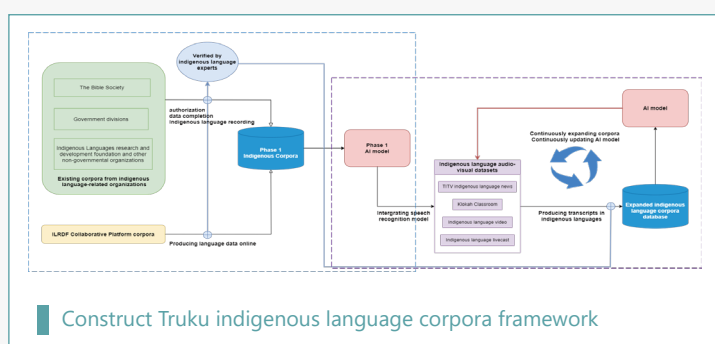 Verified by
indigenous language
experts
The Bible Society
Government divisions
Indigenous Languages research and
development foundation and other
non-governmental organizations
Existing corpora from indigenous
language-related organizations
authorization
data completion
indigenous language recording
Phase 1
Indigenous Corpora
Phase 1
AI model
ILRDF Collaborative Platform corpora
Producing language data online
Intergrating speech
recognition model
Indigenous language audio-
visual datasets
TITV indigenous language news
Klokah Classroom
Indigenous language video
Indigenous language livecast
AI model
Continuously expanding corpora
Continuously updating AI model
Producing transcripts in
indigenous languages
Expanded indigenous
language corpora
database
Construct Truku indigenous language corpora framework